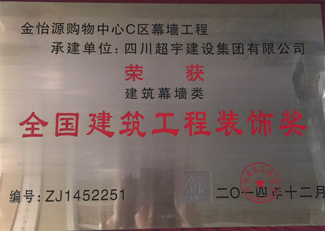 金怡源购物中心C区幕墙工程
承建单位:四川超宇建设集团有限公司
荣获
建筑幕墙类
全国建筑工程装饰奖
编号:ZJ1452251
二〇一四年十二月